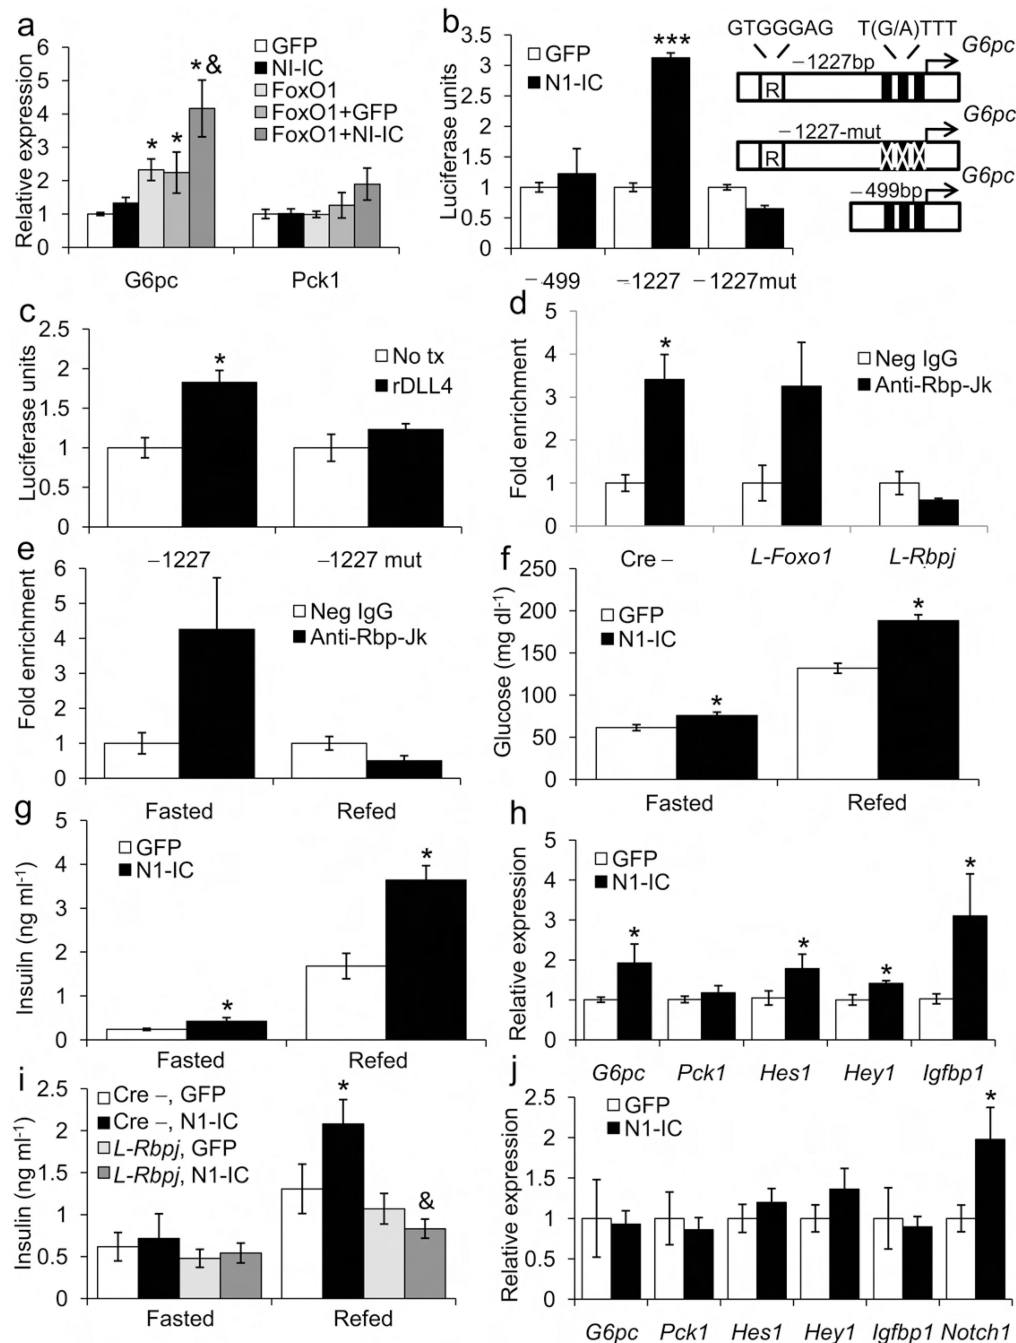 a
Relative expression
6
5
4
3
2
1
0
GFP
NI-IC
FoxO1
FoxO1+GFP
FoxO1+NI-IC
*
*
*&
G6pc
Pck1
b
Luciferase units
3.5
3
2.5
2
1.5
1
0.5
0
GFP
N1-IC
***
−499
−1227
−1227mut
GTGGGAG
T(G/A)TTT
−1227bp
G6pc
R
−1227-mut
G6pc
R
−499bp
G6pc
c
Luciferase units
2.5
2
1.5
1
0.5
0
No tx
rDLL4
*
−1227
−1227 mut
d
Fold enrichment
5
4
3
2
1
0
Neg IgG
Anti-Rbp-Jk
*
Cre −
L-Foxo1
L-Rbpj
e
Fold enrichment
6
5
4
3
2
1
0
Neg IgG
Anti-Rbp-Jk
Fasted
Refed
f
Glucose (mg dl-1)
250
200
150
100
50
0
GFP
N1-IC
*
*
Fasted
Refed
g
Insuiln (ng ml-1)
5
4
3
2
1
0
GFP
N1-IC
*
*
Fasted
Refed
h
Relative expression
5
4
3
2
1
0
GFP
N1-IC
*
*
*
*
G6pc
Pck1
Hes1
Hey1
Igfbp1
i
Insulin (ng ml-1)
2.5
2
1.5
1
0.5
0
Cre −, GFP
Cre −, N1-IC
L-Rbpj, GFP
L-Rbpj, N1-IC
*
&
Fasted
Refed
j
Relative expression
2.5
2
1.5
1
0.5
0
GFP
N1-IC
*
G6pc
Pck1
Hes1
Hey1
Igfbp1
Notch1